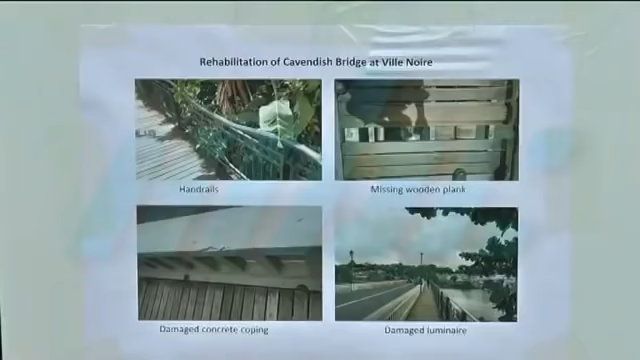 Rehabilitation of Cavendish Bridge at Ville Noire
Handrails
Missing wooden plank
Damaged concrete coping
Damaged luminaire